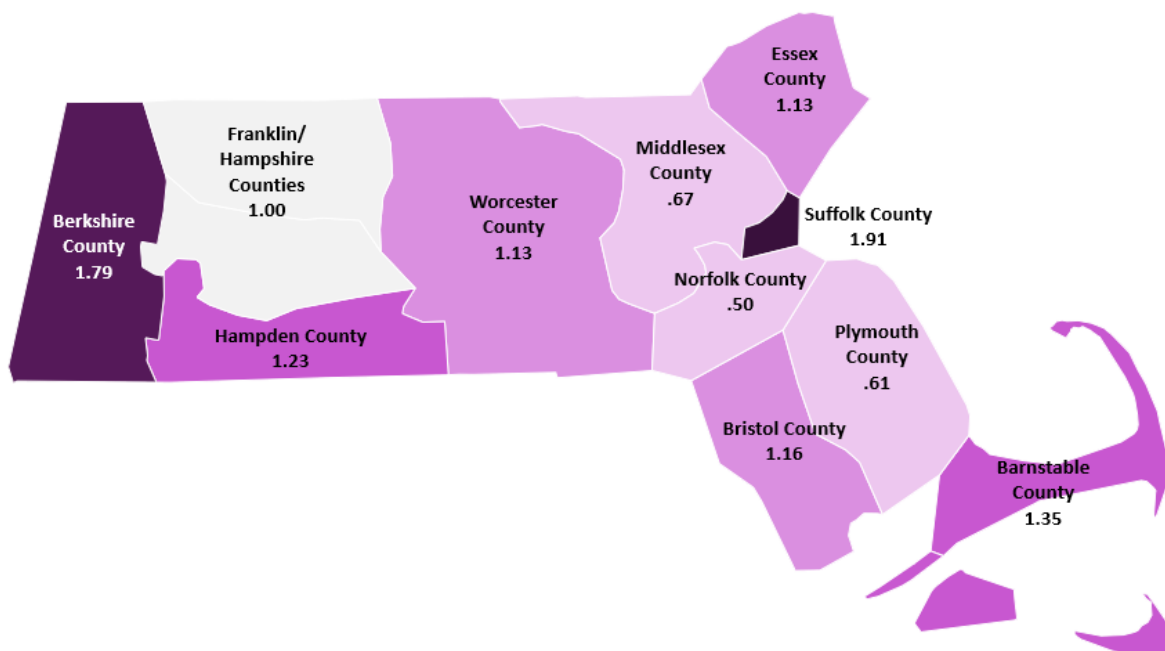 Essex
County
1.13
Franklin/
Hampshire
Counties
1.00
Middlesex
County
.67
Worcester
County
1.13
Berkshire
County
1.79
Suffolk County
1.91
Norfolk County
.50
Hampden County
1.23
Plymouth
County
.61
Bristol County
1.16
Barnstable
County
1.35